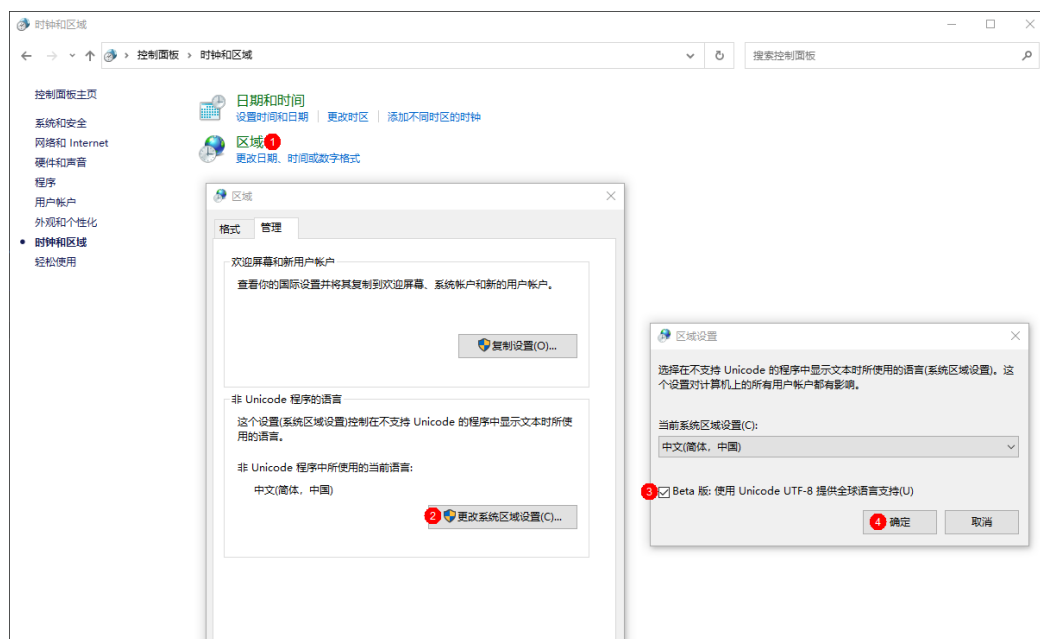 时钟和区域
控制面板 › 时钟和区域
搜索控制面板
控制面板主页
系统和安全
网络和 Internet
硬件和声音
程序
用户帐户
外观和个性化
时钟和区域
轻松使用
日期和时间
设置时间和日期 更改时区 添加不同时区的时钟
区域 1
更改日期、时间或数字格式
区域
格式 管理
欢迎屏幕和新用户帐户
查看你的国际设置并将其复制到欢迎屏幕、系统帐户和新的用户帐户。
复制设置(O)...
非 Unicode 程序的语言
这个设置(系统区域设置)控制在不支持 Unicode 的程序中显示文本时所使
用的语言。
非 Unicode 程序中所使用的当前语言:
中文(简体，中国)
2 更改系统区域设置(C)...
区域设置
选择在不支持 Unicode 的程序中显示文本时所使用的语言(系统区域设置)。这
个设置对计算机上的所有用户帐户都有影响。
当前系统区域设置(C):
中文(简体，中国)
3 Beta 版: 使用 Unicode UTF-8 提供全球语言支持(U)
4 确定 取消